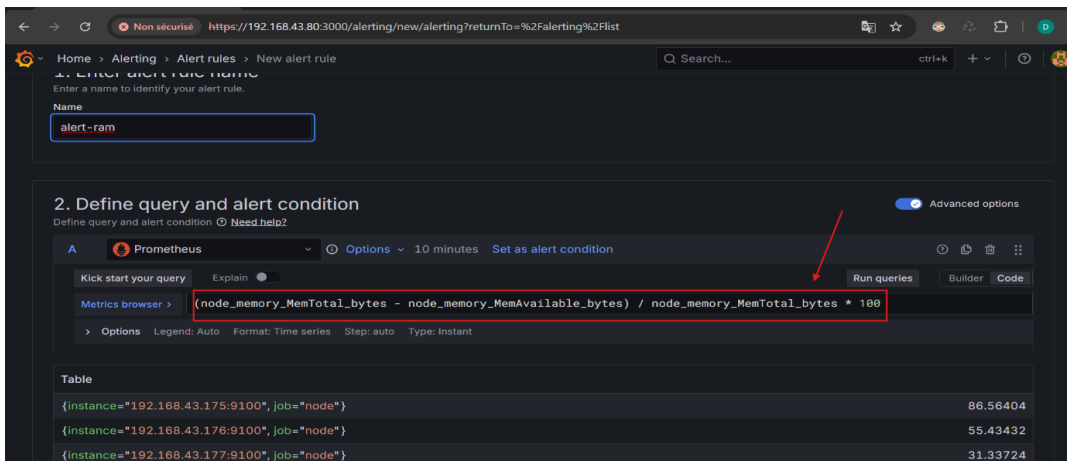 Non sécurisé https://192.168.43.80:3000/alerting/new/alerting?returnTo=%2Falerting%2Flist
D
Home > Alerting > Alert rules > New alert rule Search... ctrl+k
1. Enter alert rule name
Enter a name to identify your alert rule.
Name
alert-ram
2. Define query and alert condition Advanced options
Define query and alert condition Need help?
A Prometheus Options 10 minutes Set as alert condition
Kick start your query Explain Run queries Builder Code
Metrics browser > (node_memory_MemTotal_bytes - node_memory_MemAvailable_bytes) / node_memory_MemTotal_bytes * 100
> Options Legend: Auto Format: Time series Step: auto Type: Instant
Table
{instance="192.168.43.175:9100", job="node"} 86.56404
{instance="192.168.43.176:9100", job="node"} 55.43432
{instance="192.168.43.177:9100", job="node"} 31.33724